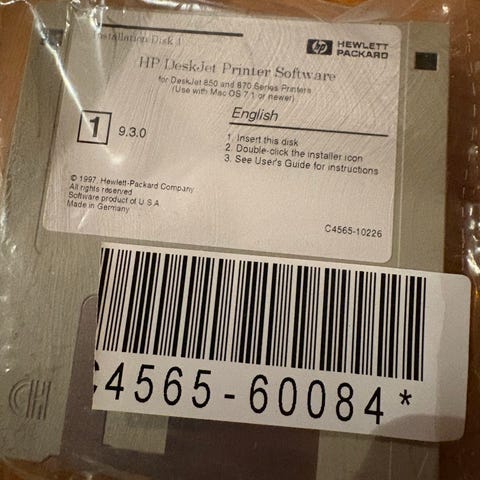 Installation Disk 1
hp HEWLETT
PACKARD
HP DeskJet Printer Software
for DeskJet 850 and 870 Series Printers
(Use with Mac OS 7.1 or newer)
English
1 9.3.0
1. Insert this disk
2. Double-click the installer icon
3. See User's Guide for instructions
© 1997, Hewlett-Packard Company
All rights reserved
Software product of U.S.A.
Made in Germany
C4565-10226
C4565-60084*